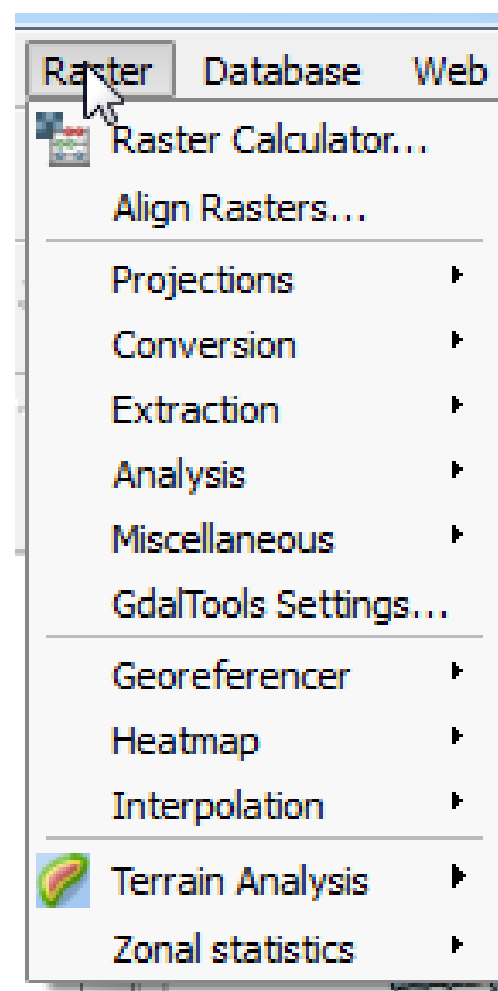 Raster Database Web
Raster Calculator...
Align Rasters...
Projections
Conversion
Extraction
Analysis
Miscellaneous
GdalTools Settings...
Georeferencer
Heatmap
Interpolation
Terrain Analysis
Zonal statistics